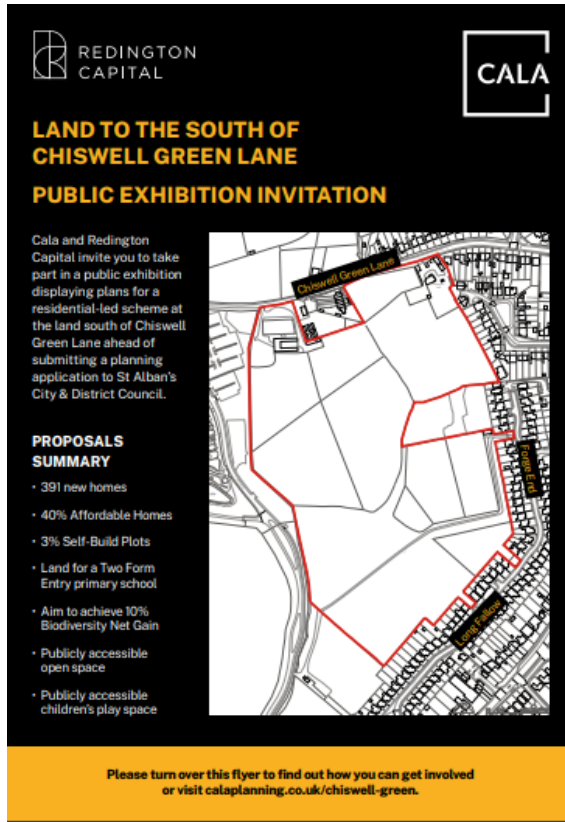 REDINGTON
CAPITAL
CALA
LAND TO THE SOUTH OF
CHISWELL GREEN LANE
PUBLIC EXHIBITION INVITATION
Cala and Redington
Capital invite you to take
part in a public exhibition
displaying plans for a
residential-led scheme at
the land south of Chiswell
Green Lane ahead of
submitting a planning
application to St Alban's
City & District Council.
PROPOSALS
SUMMARY
• 391 new homes
• 40% Affordable Homes
• 3% Self-Build Plots
• Land for a Two Form
Entry primary school
• Aim to achieve 10%
Biodiversity Net Gain
• Publicly accessible
open space
• Publicly accessible
children's play space
Chiswell Green Lane
Forge End
Long Fallow
Please turn over this flyer to find out how you can get involved
or visit calaplanning.co.uk/chiswell-green.